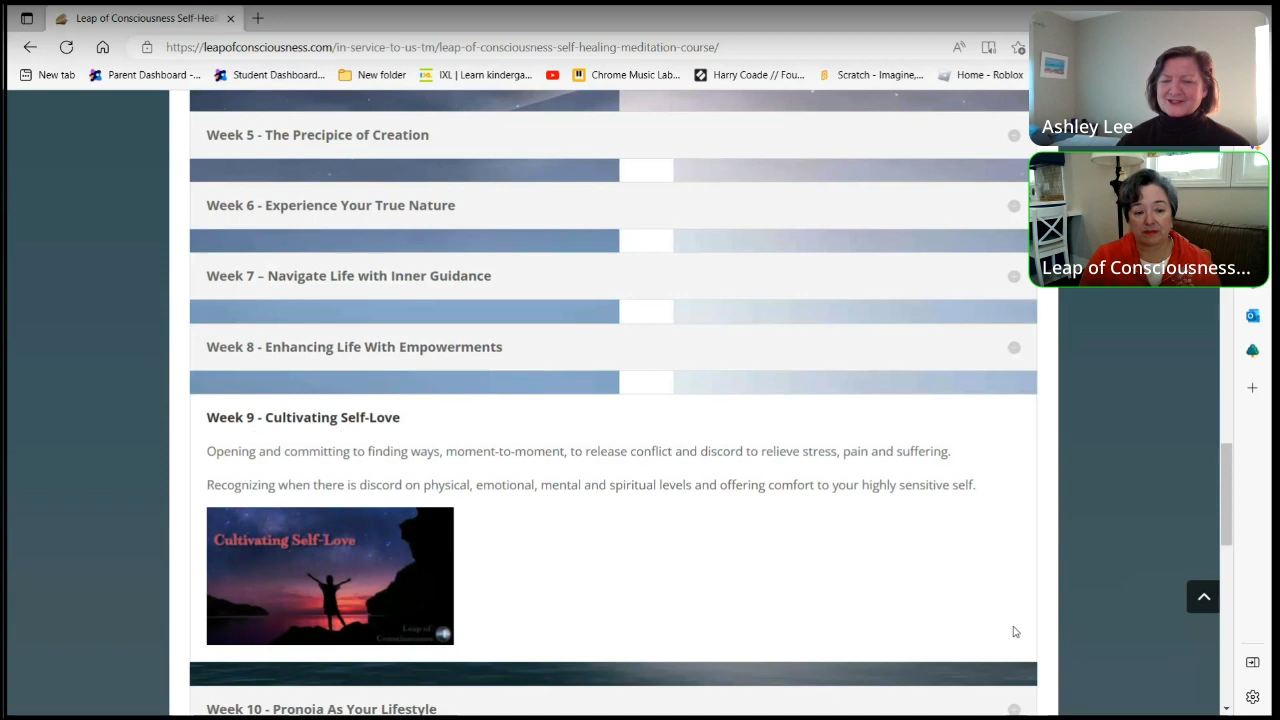 Leap of Consciousness Self-Hea
https://leapofconsciousness.com/in-service-to-us-tm/leap-of-consciousness-self-healing-meditation-course/
New tab
Parent Dashboard -...
Student Dashboard...
New folder
IXL | Learn kinderga...
Chrome Music Lab...
Harry Coade // Fou...
Scratch - Imagine,...
Home - Roblox
Ashley Lee
Leap of Consciousness...
Week 5 - The Precipice of Creation
Week 6 - Experience Your True Nature
Week 7 – Navigate Life with Inner Guidance
Week 8 - Enhancing Life With Empowerments
Week 9 - Cultivating Self-Love
Opening and committing to finding ways, moment-to-moment, to release conflict and discord to relieve stress, pain and suffering.
Recognizing when there is discord on physical, emotional, mental and spiritual levels and offering comfort to your highly sensitive self.
Cultivating Self-Love
Leap of
Consciousness
Week 10 - Pronoia As Your Lifestyle